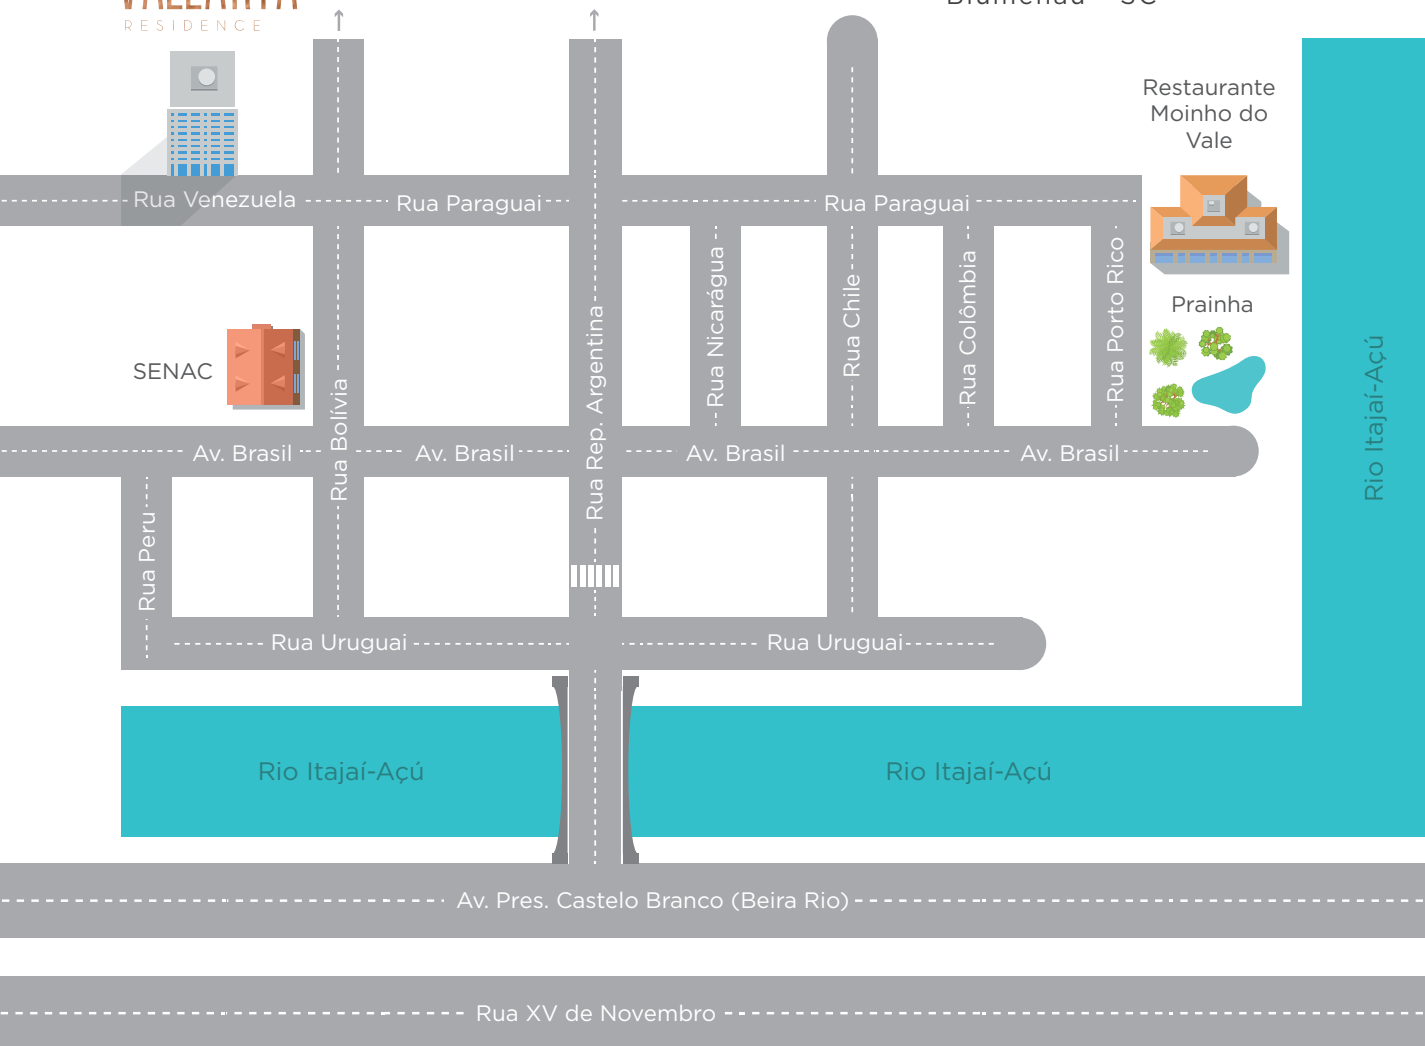 VALLARTA
RESIDENCE
Blumenau - SC
Restaurante
Moinho do
Vale
Rua Venezuela
Rua Paraguai
Rua Paraguai
Rua Nicarágua
Rua Chile
Rua Colômbia
Rua Porto Rico
Prainha
SENAC
Rua Bolívia
Rua Rep. Argentina
Rio Itajaí-Açú
Av. Brasil
Av. Brasil
Av. Brasil
Av. Brasil
Rua Peru
Rua Uruguai
Rua Uruguai
Rio Itajaí-Açú
Rio Itajaí-Açú
Av. Pres. Castelo Branco (Beira Rio)
Rua XV de Novembro